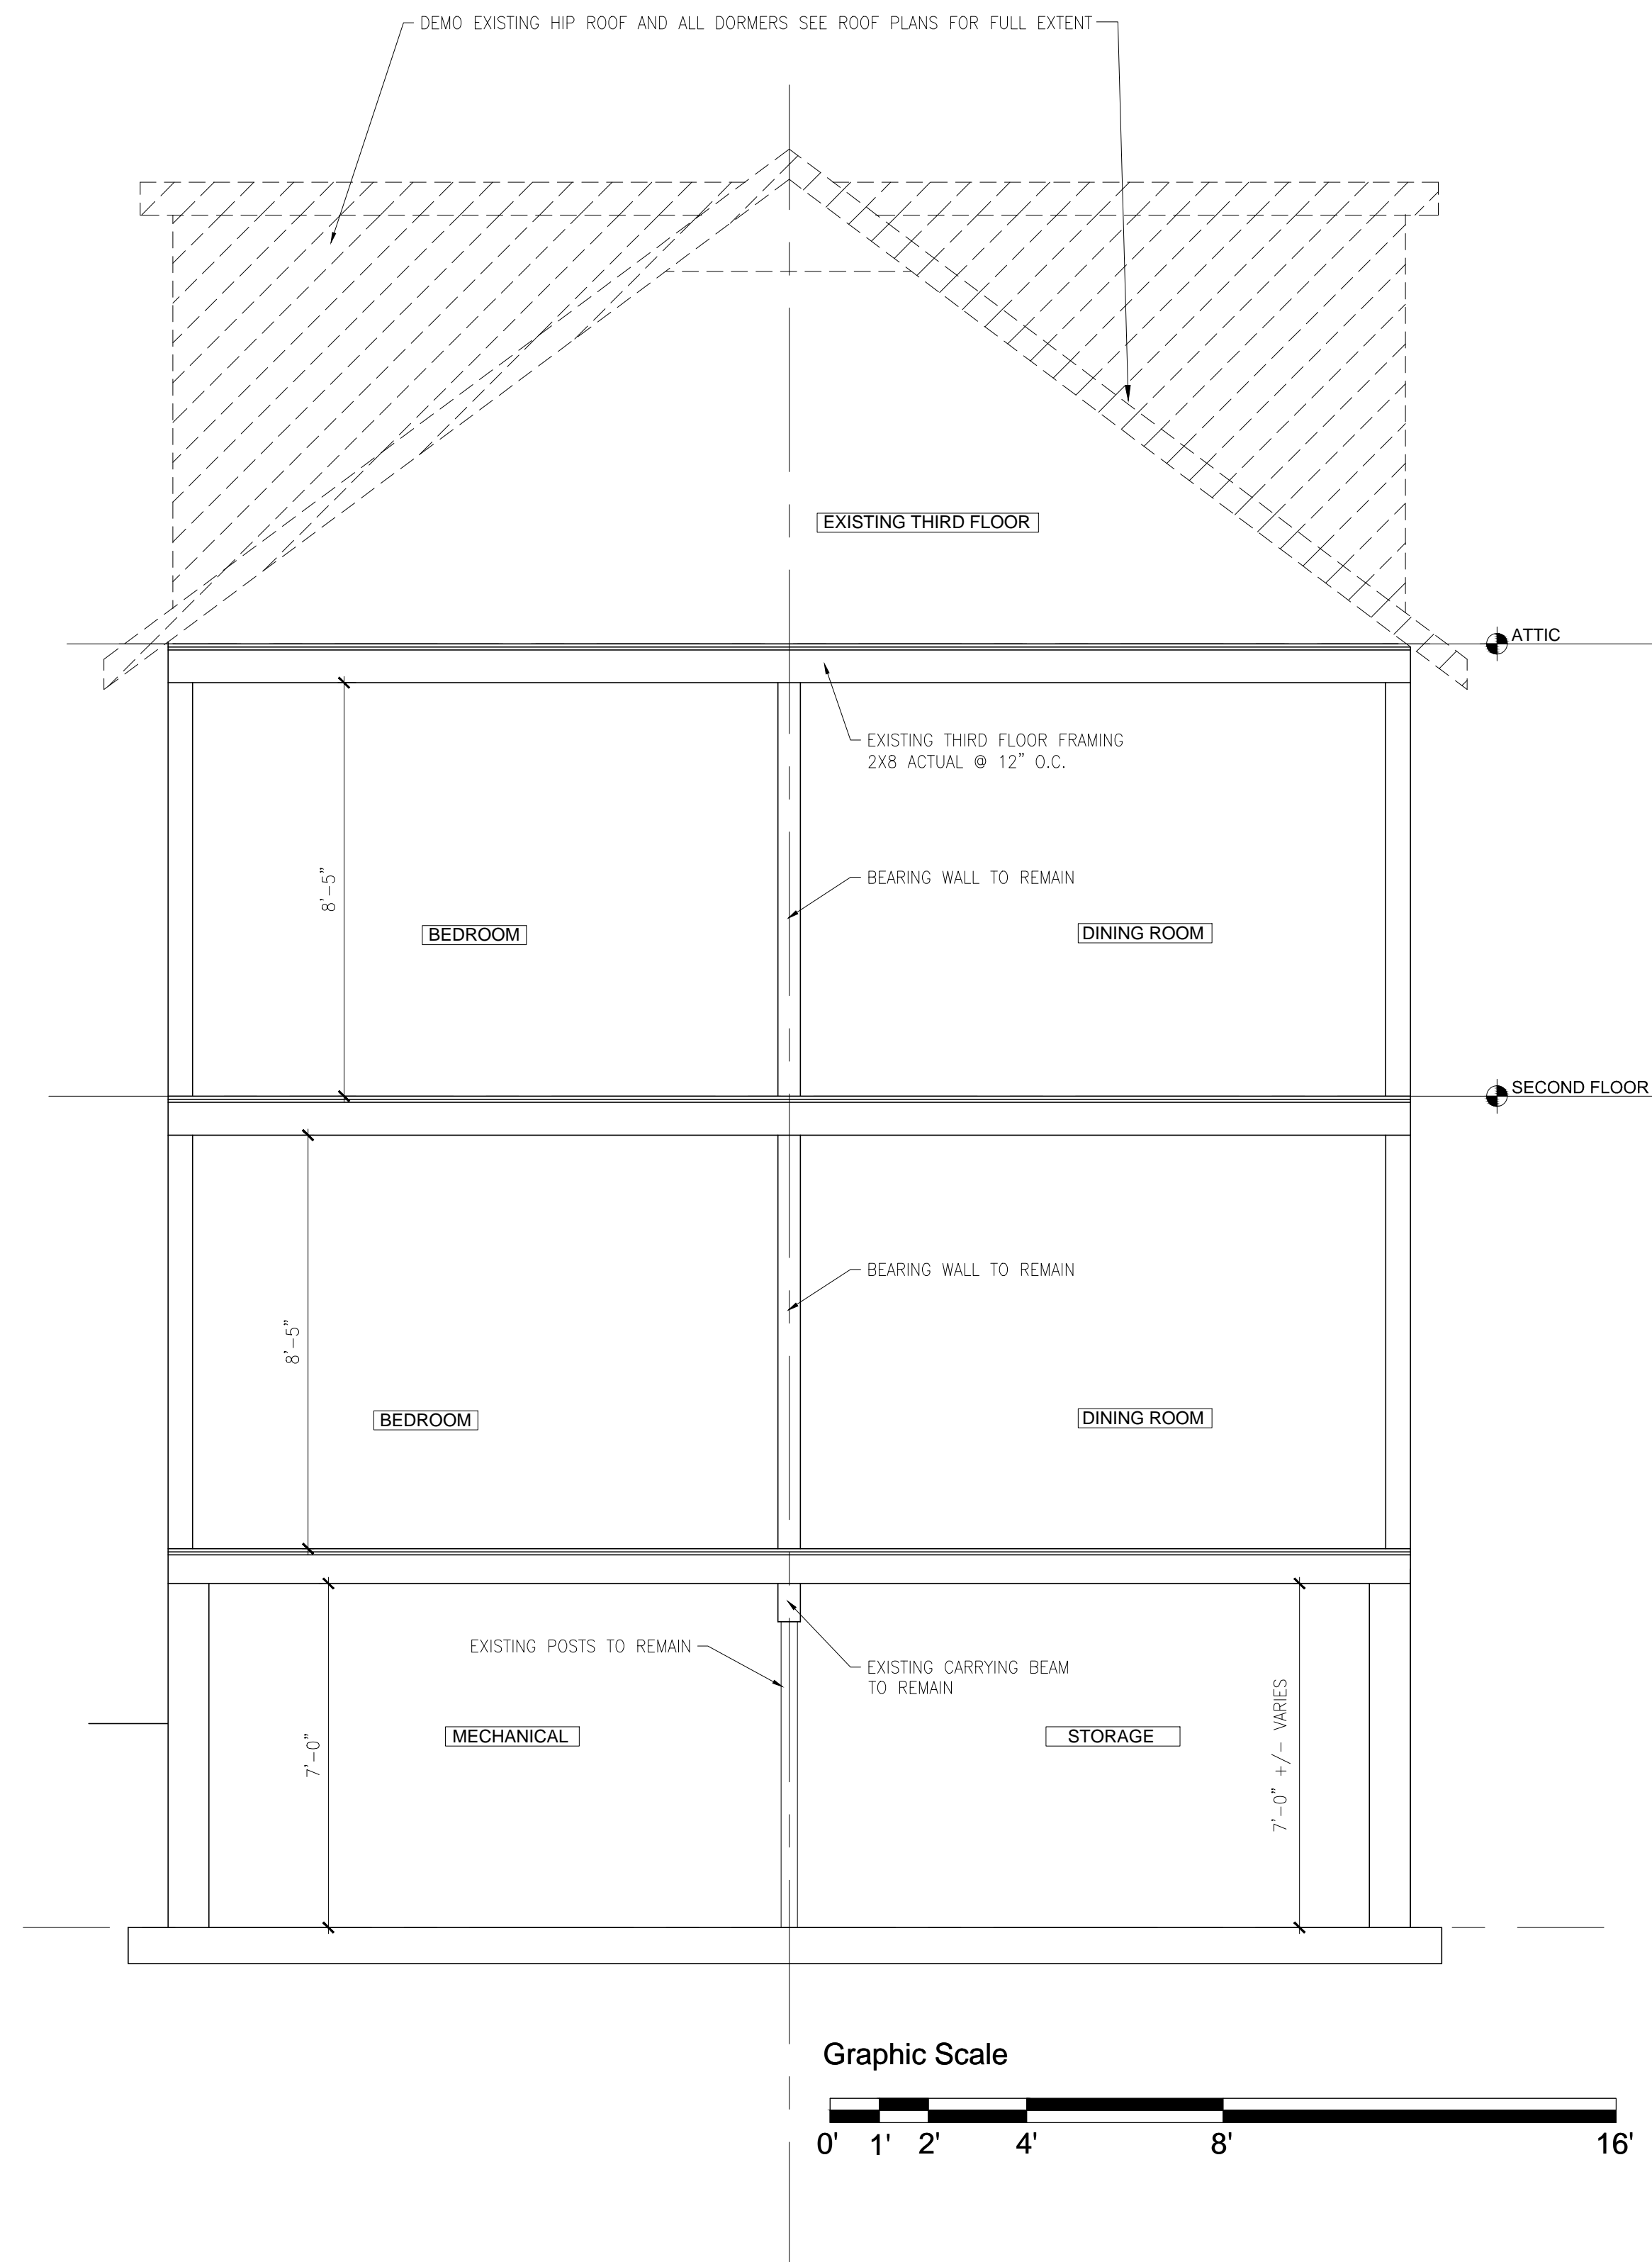 DEMO EXISTING HIP ROOF AND ALL DORMERS SEE ROOF PLANS FOR FULL EXTENT
EXISTING THIRD FLOOR
ATTIC
EXISTING THIRD FLOOR FRAMING
2X8 ACTUAL @ 12" O.C.
8'-5"
BEARING WALL TO REMAIN
BEDROOM
DINING ROOM
SECOND FLOOR
BEARING WALL TO REMAIN
8'-5"
BEDROOM
DINING ROOM
EXISTING POSTS TO REMAIN
EXISTING CARRYING BEAM
TO REMAIN
MECHANICAL
STORAGE
7'-0"
7'-0" +/- VARIES
Graphic Scale
0' 1' 2' 4' 8' 16'